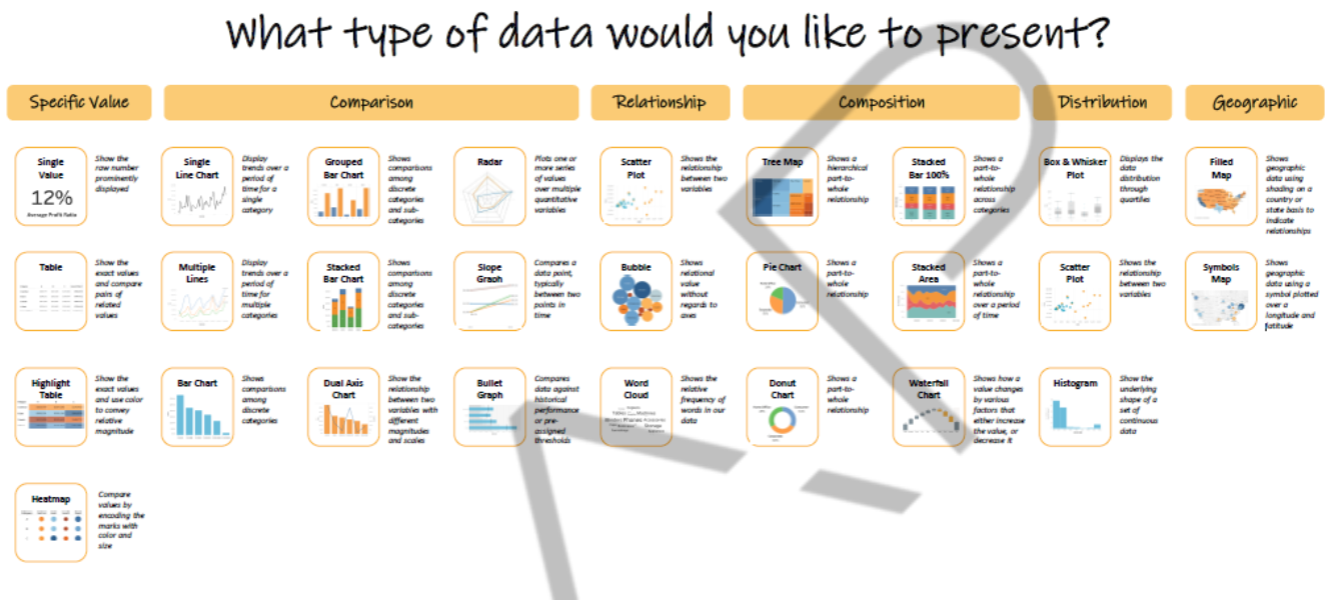 What type of data would you like to present?
Specific Value
Comparison
Relationship
Composition
Distribution
Geographic
Single
Value
12%
Average Profit Ratio
Show the
raw number
prominently
displayed
Single
Line Chart
Display
trends over a
period of
time for a
single
category
Grouped
Bar Chart
Shows
comparisons
among
discrete
categories
and sub-
categories
Radar
Plots one or
more series
of values
over multiple
quantitative
variables
Scatter
Plot
Shows the
relationship
between two
variables
Tree Map
Shows a
hierarchical
part-to-
whole
relationship
Stacked
Bar 100%
Shows a
part-to-
whole
relationship
across
categories
Box & Whisker
Plot
Displays the
data
distribution
through
quartiles
Filled
Map
Shows
geographic
data using
shading on a
country or
state basis to
indicate
relationships
Table
Show the
exact values
and compare
pairs of
related
values
Multiple
Lines
Display
trends over a
period of
time for
multiple
categories
Stacked
Bar Chart
Shows
comparisons
among
discrete
categories
and sub-
categories
Slope
Graph
Compares a
data point,
typically
between two
points in
time
Bubble
Shows
relational
value
without
regards to
axes
Pie Chart
Shows a
part-to-
whole
relationship
Stacked
Area
Shows a
part-to-
whole
relationship
over a period
of time
Scatter
Plot
Shows the
relationship
between two
variables
Symbols
Map
Shows
geographic
data using a
symbol plotted
over a
longitude and
latitude
Highlight
Table
Show the
exact values
and use color
to convey
relative
magnitude
Bar Chart
Shows
comparisons
among
discrete
categories
Dual Axis
Chart
Show the
relationship
between two
variables with
different
magnitudes
and scales
Bullet
Graph
Compares
data against
historical
performance
or pre-
assigned
thresholds
Word
Cloud
Shows the
relative
frequency of
words in our
data
Donut
Chart
Shows a
part-to-
whole
relationship
Waterfall
Chart
Shows how a
value changes
by various
factors that
either increase
the value, or
decrease it
Histogram
Show the
underlying
shape of a
set of
continuous
data
Heatmap
Compare
values by
encoding the
marks with
color and
size